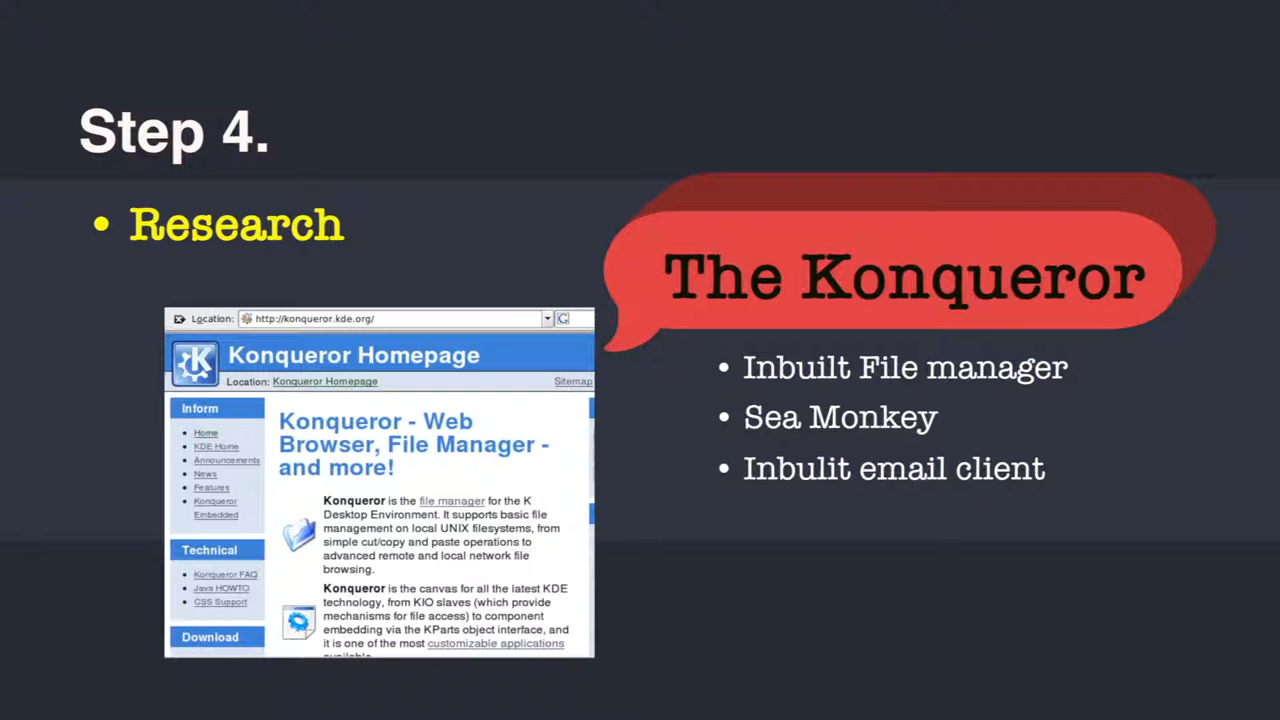 Step 4.
• Research
The Konqueror
• Inbuilt File manager
• Sea Monkey
• Inbulit email client
Location: http://konqueror.kde.org/
Konqueror Homepage
Location: Konqueror Homepage Sitemap
Inform
• Home
• KDE Home
• Announcements
• News
• Features
• Konqueror
Embedded
Technical
• Konqueror FAQ
• Java HOWTO
• CSS Support
Download
Konqueror - Web
Browser, File Manager -
and more!
Konqueror is the file manager for the K
Desktop Environment. It supports basic file
management on local UNIX filesystems, from
simple cut/copy and paste operations to
advanced remote and local network file
browsing.
Konqueror is the canvas for all the latest KDE
technology, from KIO slaves (which provide
mechanisms for file access) to component
embedding via the KParts object interface, and
it is one of the most customizable applications